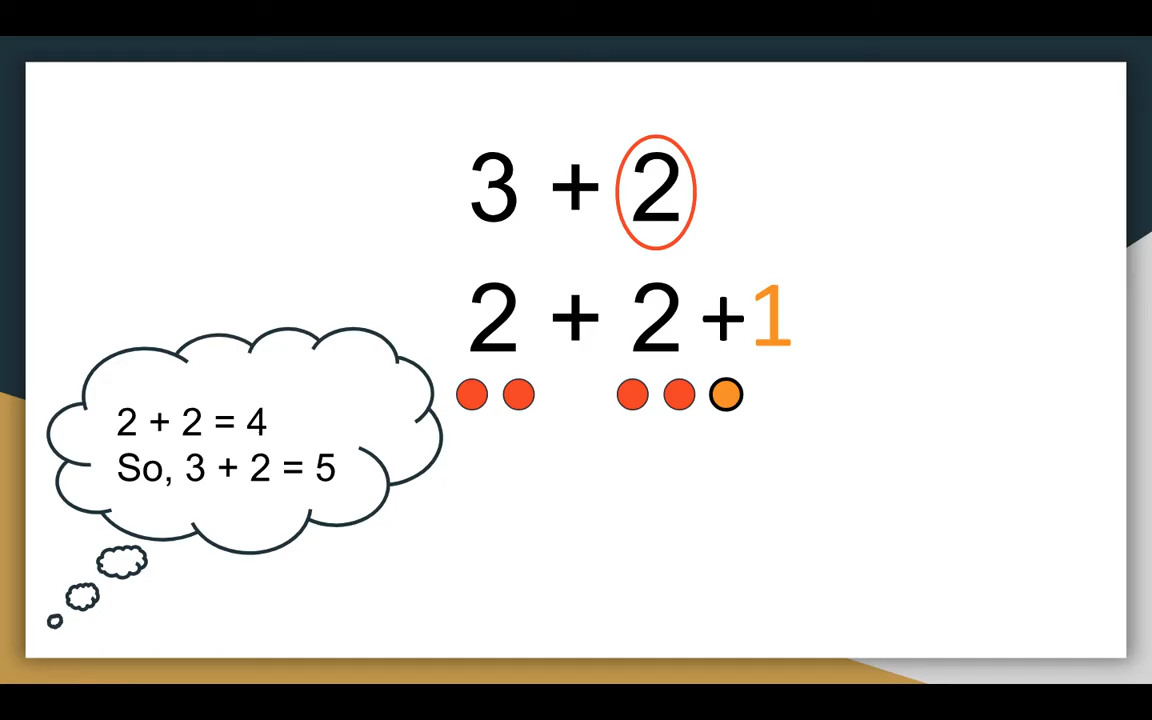 3 + 2
2 + 2 +1
2 + 2 = 4
So, 3 + 2 = 5